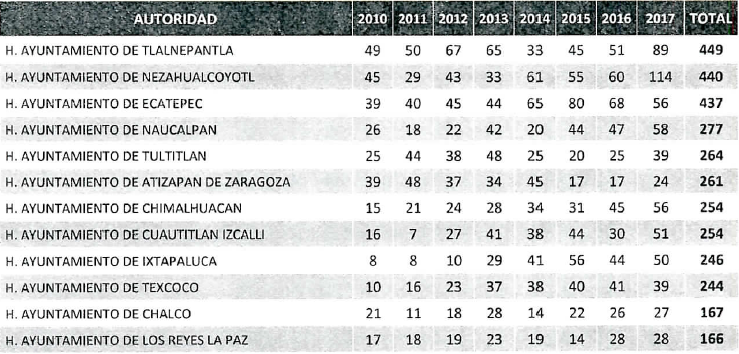 AUTORIDAD 2010 2011 2012 2013 2014 2015 2016 2017 TOTAL
H. AYUNTAMIENTO DE TLALNEPANTLA 49 50 67 65 33 45 51 89 449
H. AYUNTAMIENTO DE NEZAHUALCOYOTL 45 29 43 33 61 55 60 114 440
H. AYUNTAMIENTO DE ECATEPEC 39 40 45 44 65 80 68 56 437
H. AYUNTAMIENTO DE NAUCALPAN 26 18 22 42 20 44 47 58 277
H. AYUNTAMIENTO DE TULTITLAN 25 44 38 48 25 20 25 39 264
H. AYUNTAMIENTO DE ATIZAPAN DE ZARAGOZA 39 48 37 34 45 17 17 24 261
H. AYUNTAMIENTO DE CHIMALHUACAN 15 21 24 28 34 31 45 56 254
H. AYUNTAMIENTO DE CUAUTITLAN IZCALLI 16 7 27 41 38 44 30 51 254
H. AYUNTAMIENTO DE IXTAPALUCA 8 8 10 29 41 56 44 50 246
H. AYUNTAMIENTO DE TEXCOCO 10 16 23 37 38 40 41 39 244
H. AYUNTAMIENTO DE CHALCO 21 11 18 28 14 22 26 27 167
H. AYUNTAMIENTO DE LOS REYES LA PAZ 17 18 19 23 19 14 28 28 166